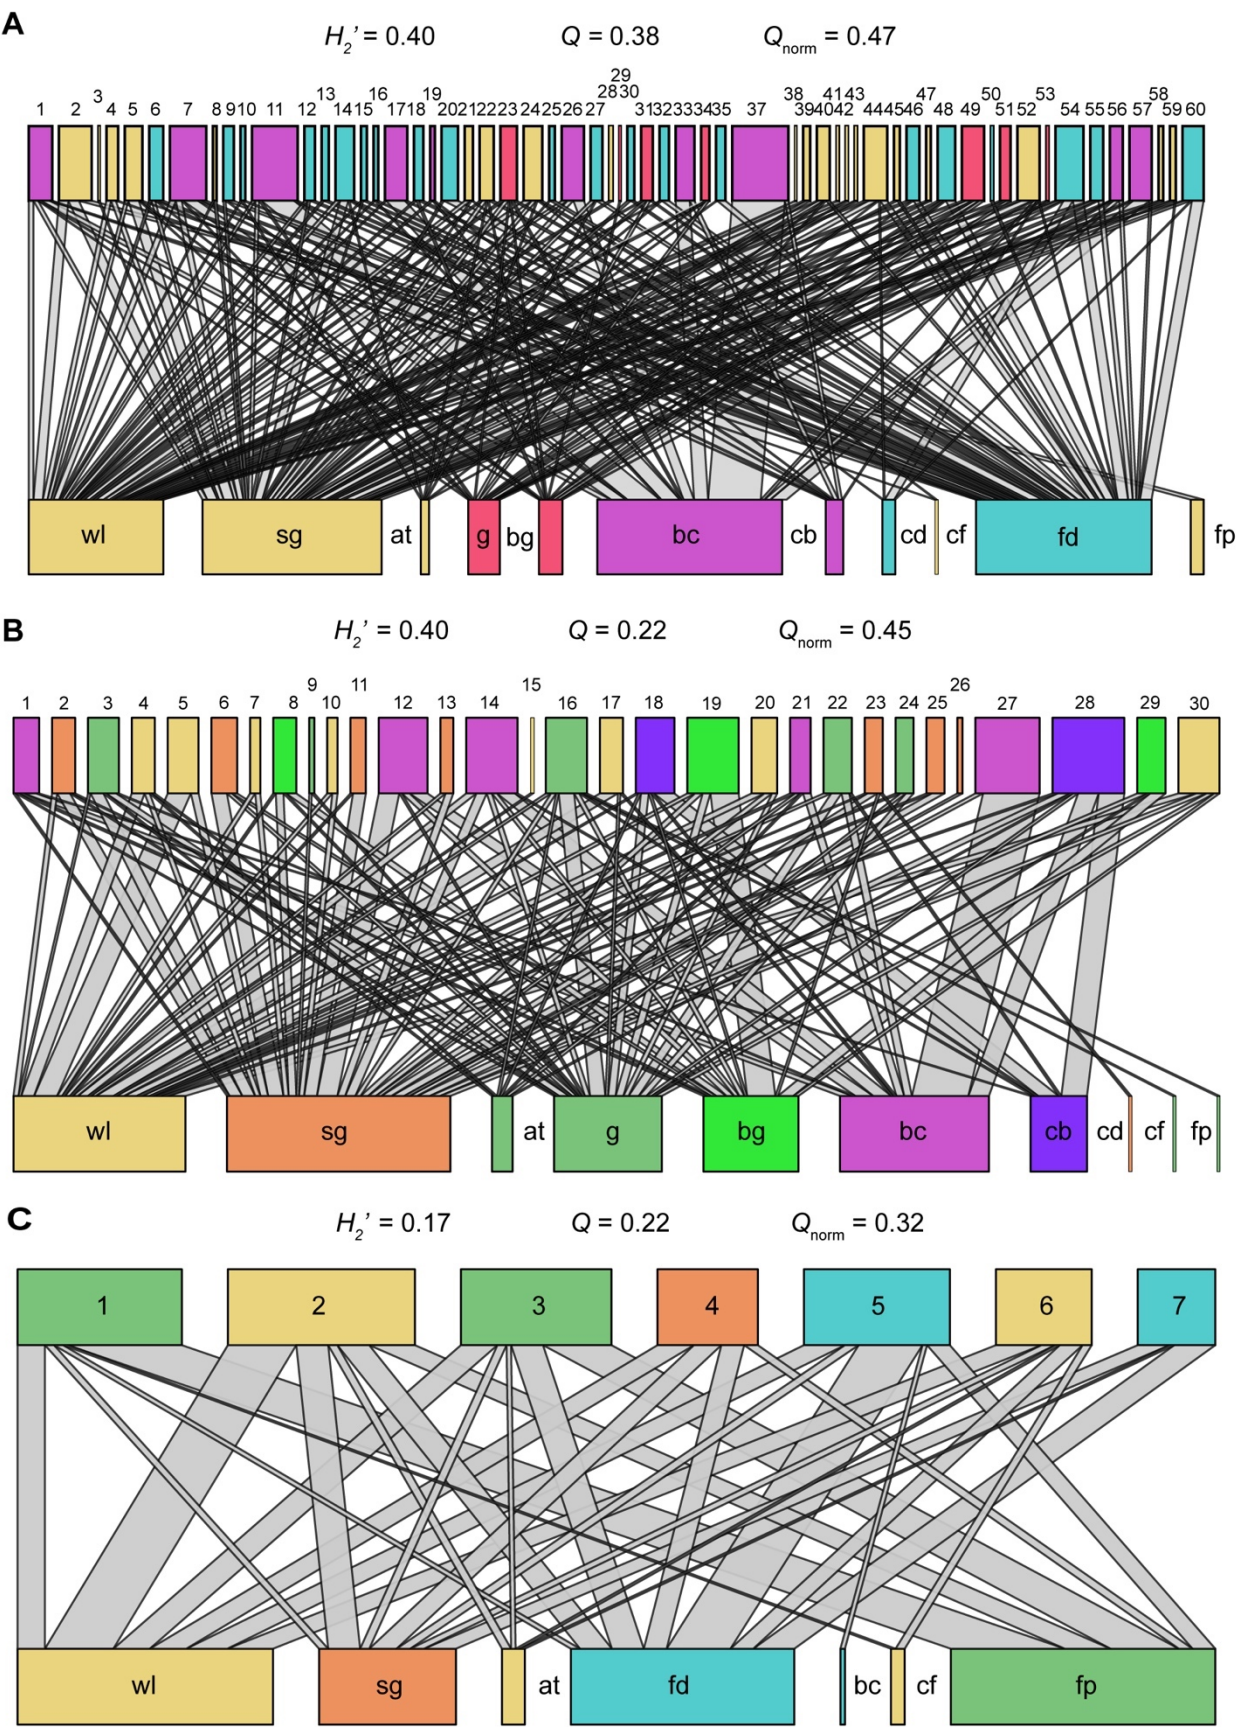 A
H2’ = 0.40 Q = 0.38 Qnorm = 0.47
29
3 13 16 19 28 30 38 41 43 47 50 53 58
1 2 4 5 6 7 8 9 10 11 12 14 15 17 18 20 21 22 23 24 25 26 27 31 32 33 34 35 37 39 40 42 44 45 46 48 49 51 52 54 55 56 57 59 60
wl sg at g bg bc cb cd cf fd fp
B
H2’ = 0.40 Q = 0.22 Qnorm = 0.45
1 2 3 4 5 6 7 8 9 10 11 12 13 14 15 16 17 18 19 20 21 22 23 24 25 26 27 28 29 30
wl sg at g bg bc cb cd cf fp
C
H2’ = 0.17 Q = 0.22 Qnorm = 0.32
1 2 3 4 5 6 7
wl sg at fd bc cf fp